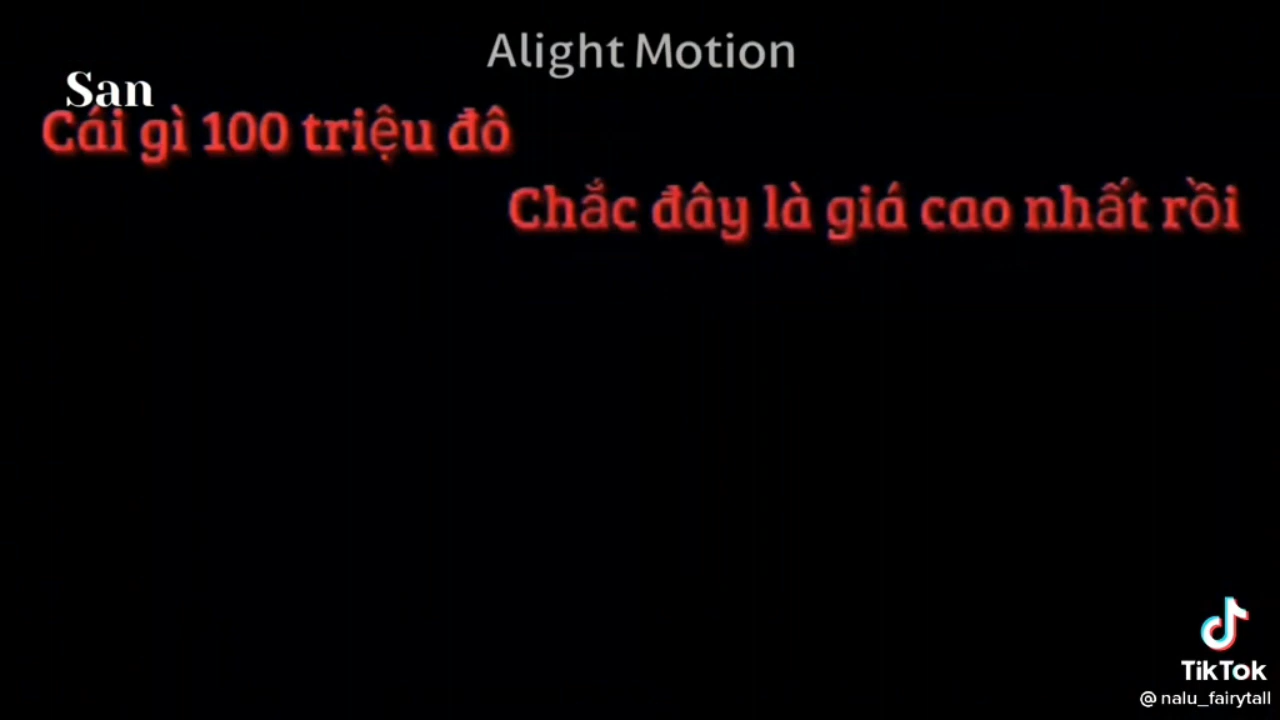 Alight Motion
San
Cái gì 100 triệu đô
Chắc đây là giá cao nhất rồi
TikTok
@ nalu_fairytall